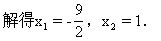 解得x₁ = -9/2，x₂ = 1.